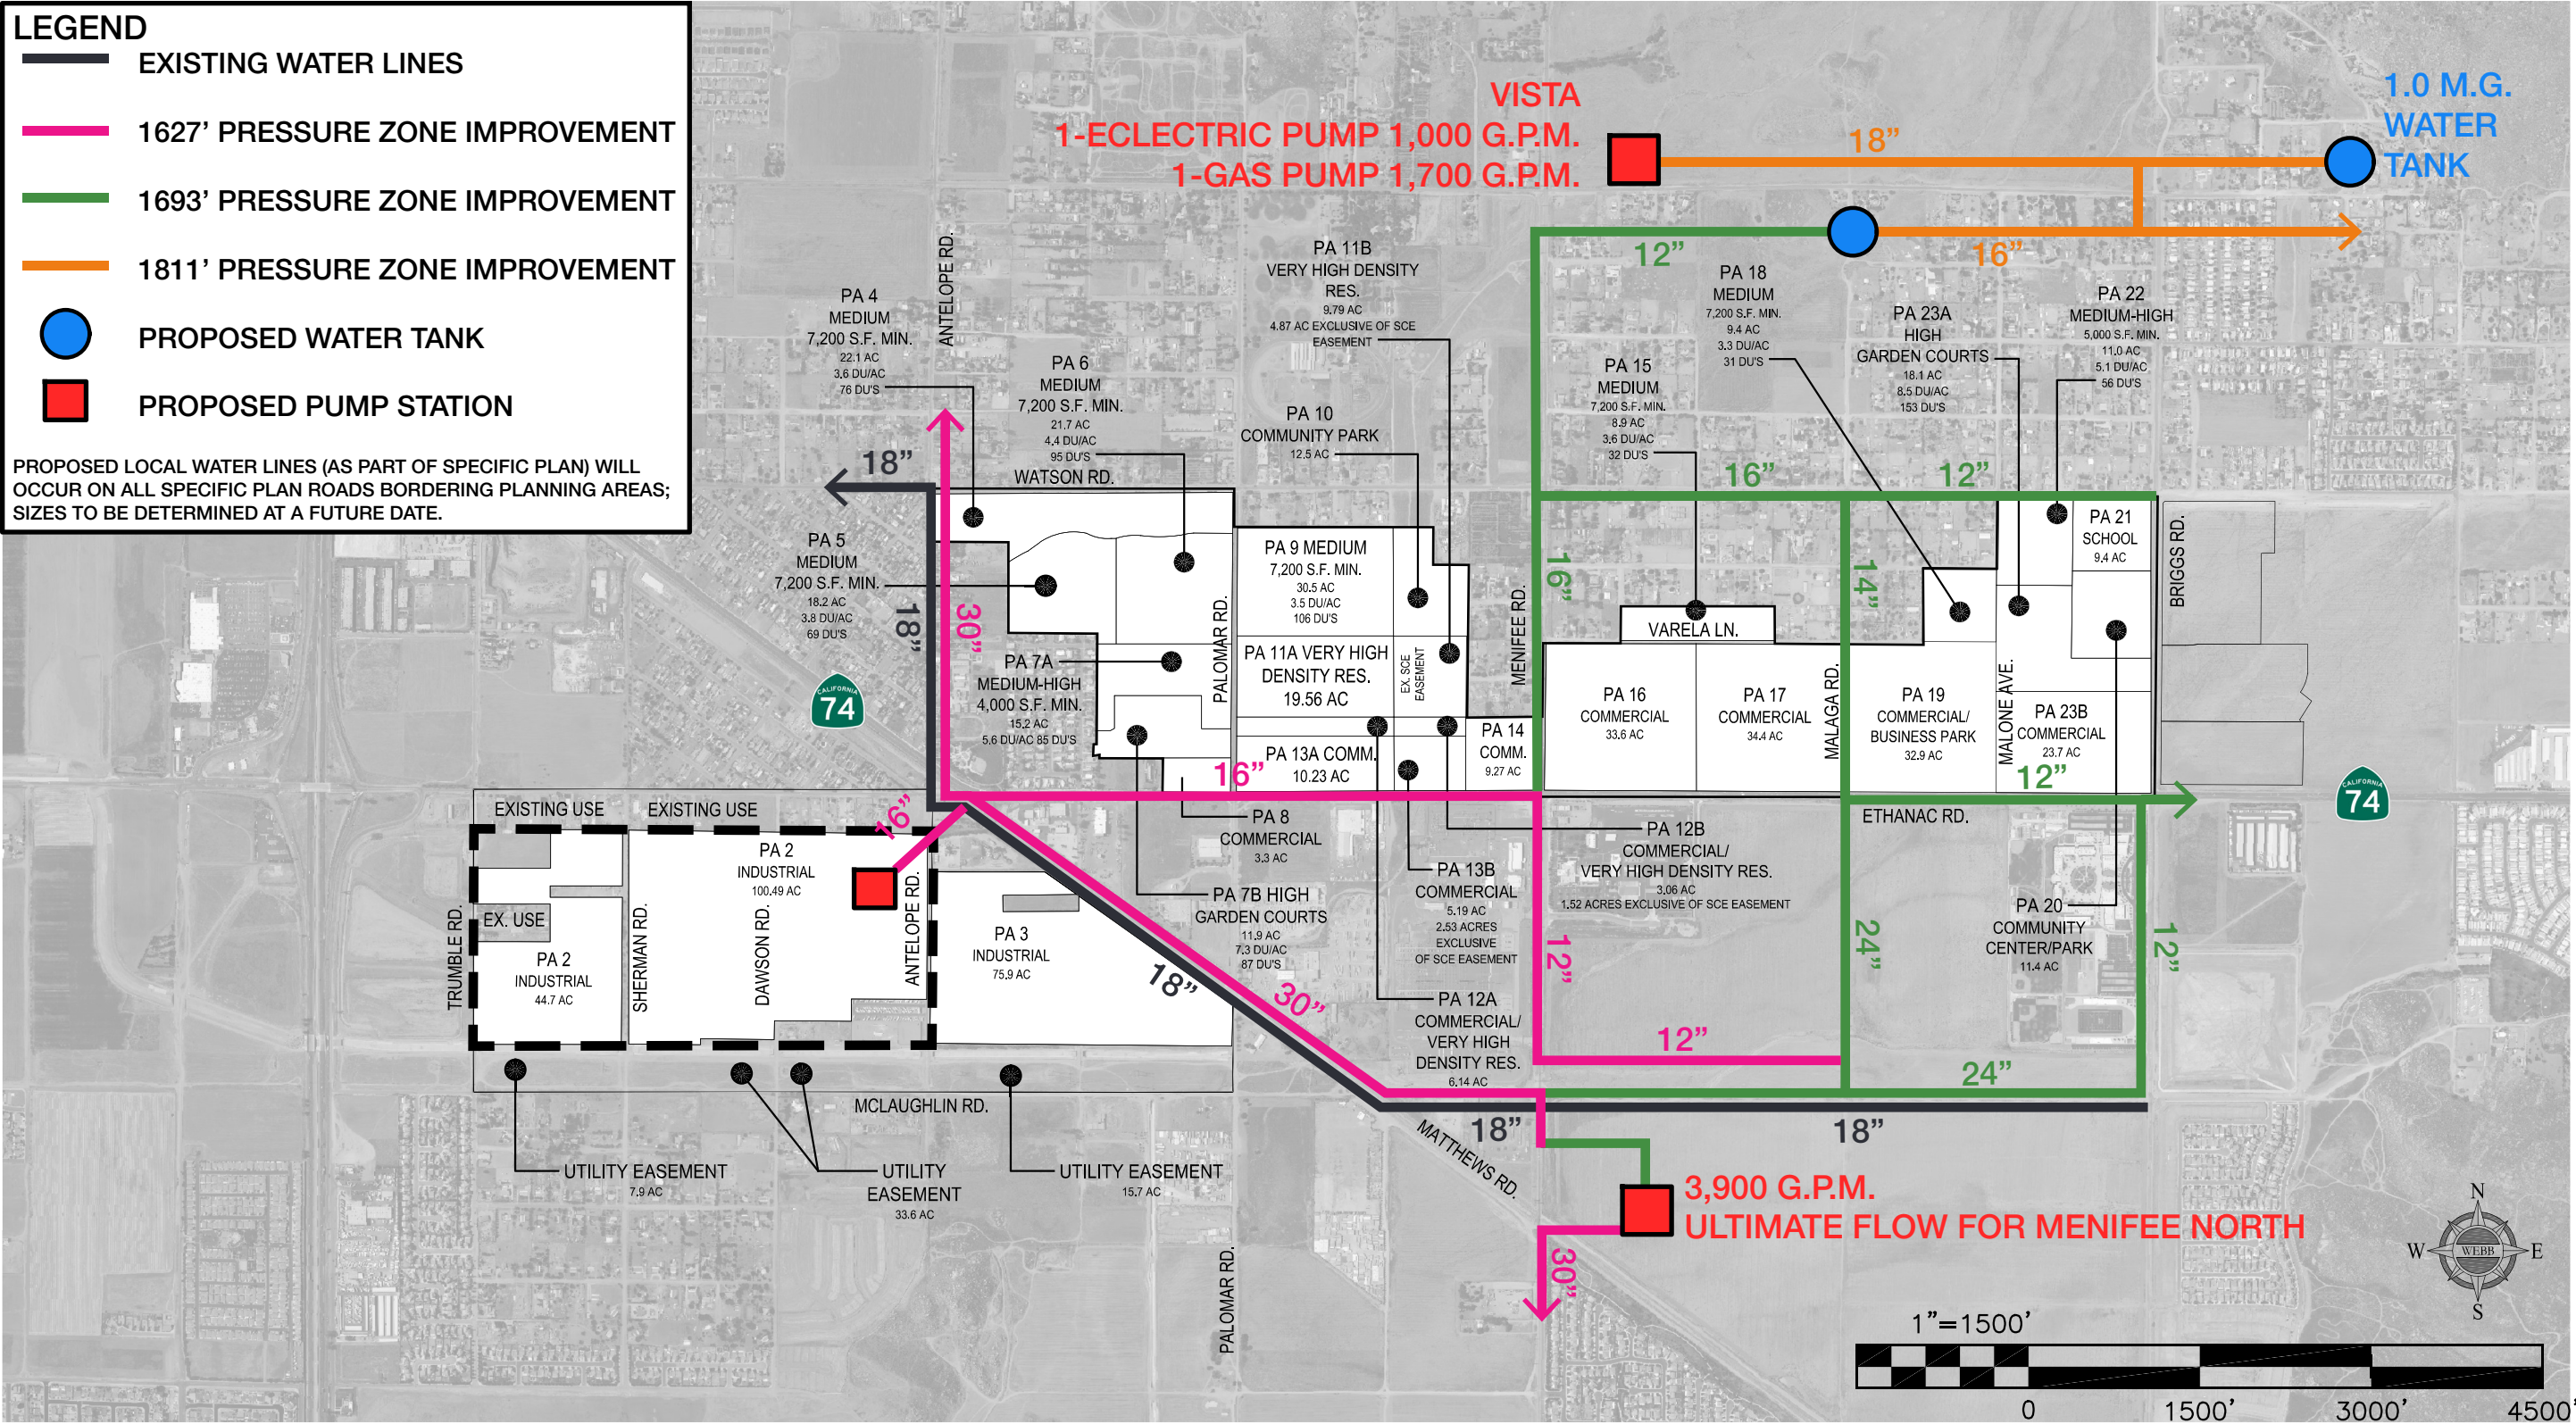 LEGEND
EXISTING WATER LINES
1627' PRESSURE ZONE IMPROVEMENT
1693' PRESSURE ZONE IMPROVEMENT
1811' PRESSURE ZONE IMPROVEMENT
PROPOSED WATER TANK
PROPOSED PUMP STATION
PROPOSED LOCAL WATER LINES (AS PART OF SPECIFIC PLAN) WILL
OCCUR ON ALL SPECIFIC PLAN ROADS BORDERING PLANNING AREAS;
SIZES TO BE DETERMINED AT A FUTURE DATE.
VISTA
1-ECLECTRIC PUMP 1,000 G.P.M.
1-GAS PUMP 1,700 G.P.M.
18”
1.0 M.G.
WATER
TANK
12”
16”
ANTELOPE RD.
PA 4
MEDIUM
7,200 S.F. MIN.
22.1 AC
3.6 DU/AC
76 DU'S
PA 6
MEDIUM
7,200 S.F. MIN.
21.7 AC
4.4 DU/AC
95 DU'S
PA 11B
VERY HIGH DENSITY
RES.
9.79 AC
4.87 AC EXCLUSIVE OF SCE
EASEMENT
PA 10
COMMUNITY PARK
12.5 AC
PA 15
MEDIUM
7,200 S.F. MIN.
8.9 AC
3.6 DU/AC
32 DU'S
PA 18
MEDIUM
7,200 S.F. MIN.
9.4 AC
3.3 DU/AC
31 DU'S
PA 23A
HIGH
GARDEN COURTS
18.1 AC
8.5 DU/AC
153 DU'S
PA 22
MEDIUM-HIGH
5,000 S.F. MIN.
11.0 AC
5.1 DU/AC
56 DU'S
18”
WATSON RD.
16”
12”
PA 5
MEDIUM
7,200 S.F. MIN.
18.2 AC
3.8 DU/AC
69 DU'S
18”
30”
PA 7A
MEDIUM-HIGH
4,000 S.F. MIN.
15.2 AC
5.6 DU/AC 85 DU'S
PALOMAR RD.
PA 9 MEDIUM
7,200 S.F. MIN.
30.5 AC
3.5 DU/AC
106 DU'S
PA 11A VERY HIGH
DENSITY RES.
19.56 AC
EX. SCE
EASEMENT
MENIFEE RD.
16”
14”
VARELA LN.
PA 21
SCHOOL
9.4 AC
BRIGGS RD.
CALIFORNIA
74
PA 13A COMM.
10.23 AC
PA 14
COMM.
9.27 AC
PA 16
COMMERCIAL
33.6 AC
PA 17
COMMERCIAL
34.4 AC
MALAGA RD.
PA 19
COMMERCIAL/
BUSINESS PARK
32.9 AC
MALONE AVE.
PA 23B
COMMERCIAL
23.7 AC
12”
16”
CALIFORNIA
74
EXISTING USE
EXISTING USE
16”
ETHANAC RD.
PA 8
COMMERCIAL
3.3 AC
PA 7B HIGH
GARDEN COURTS
11.9 AC
7.3 DU/AC
87 DU'S
PA 13B
COMMERCIAL
5.19 AC
2.53 ACRES
EXCLUSIVE
OF SCE EASEMENT
PA 12B
COMMERCIAL/
VERY HIGH DENSITY RES.
3.06 AC
1.52 ACRES EXCLUSIVE OF SCE EASEMENT
PA 12A
COMMERCIAL/
VERY HIGH
DENSITY RES.
6.14 AC
PA 20
COMMUNITY
CENTER/PARK
11.4 AC
TRUMBLE RD.
EX. USE
PA 2
INDUSTRIAL
44.7 AC
SHERMAN RD.
PA 2
INDUSTRIAL
100.49 AC
DAWSON RD.
ANTELOPE RD.
PA 3
INDUSTRIAL
75.9 AC
18”
30”
12”
12”
24”
24”
12”
MCLAUGHLIN RD.
18”
18”
MATTHEWS RD.
UTILITY EASEMENT
7.9 AC
UTILITY
EASEMENT
33.6 AC
UTILITY EASEMENT
15.7 AC
3,900 G.P.M.
ULTIMATE FLOW FOR MENIFEE NORTH
30”
PALOMAR RD.
N
W
WEBB
E
S
1”=1500'
0
1500'
3000'
4500